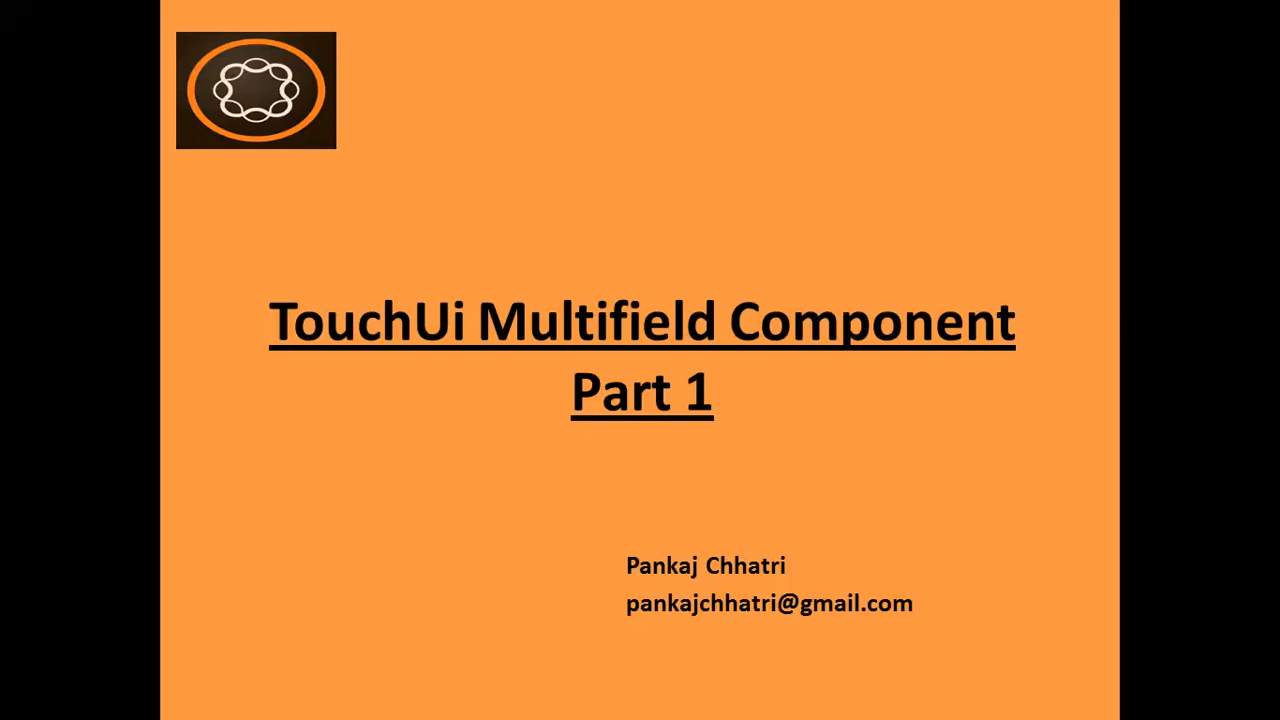 TouchUi Multifield Component
Part 1
Pankaj Chhatri
pankajchhatri@gmail.com